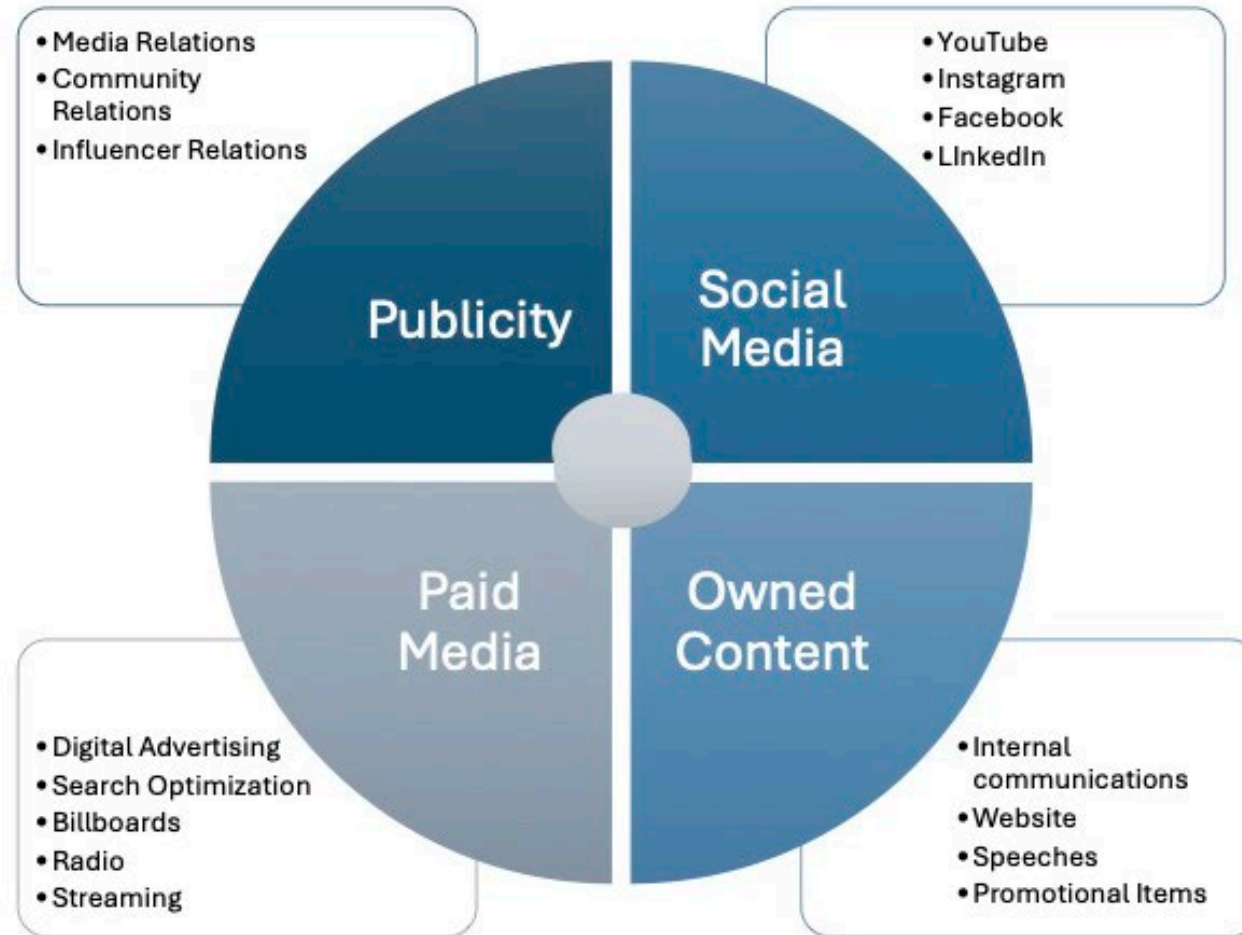 • Media Relations
• Community
Relations
• Influencer Relations
• YouTube
• Instagram
• Facebook
• LInkedIn
Publicity
Social
Media
Paid
Media
Owned
Content
• Digital Advertising
• Search Optimization
• Billboards
• Radio
• Streaming
• Internal
communications
• Website
• Speeches
• Promotional Items